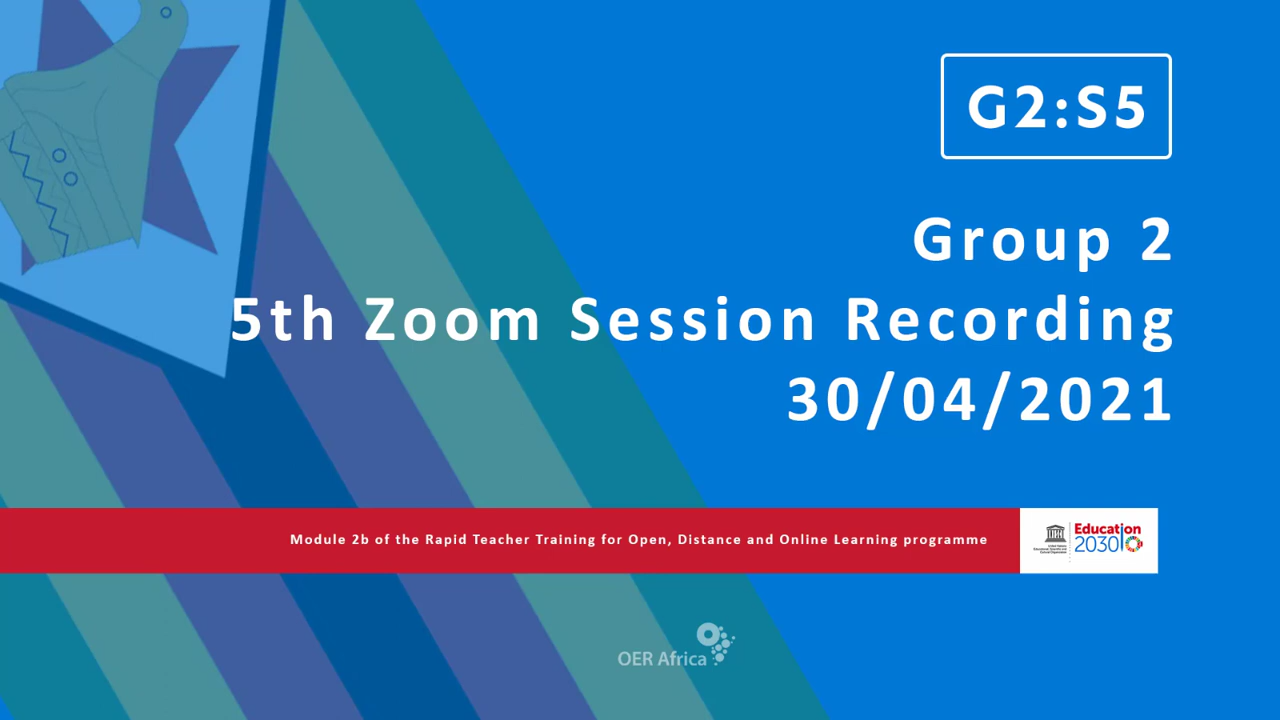 G2:S5
Group 2
5th Zoom Session Recording
30/04/2021
Module 2b of the Rapid Teacher Training for Open, Distance and Online Learning programme
Education
2030
OER Africa